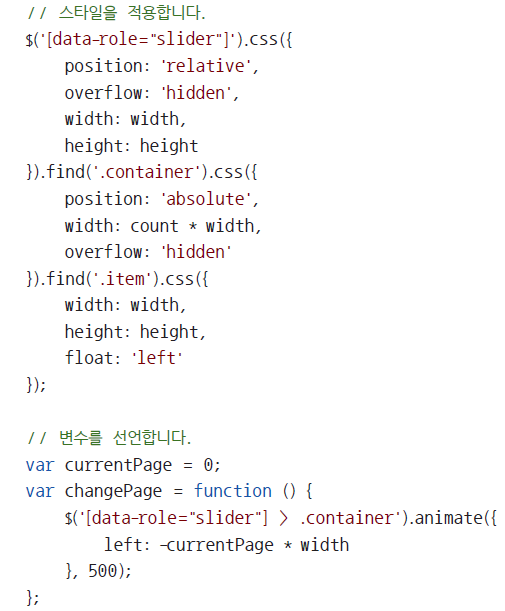 // 스타일을 적용합니다.
$('[data-role="slider"]').css({
    position: 'relative',
    overflow: 'hidden',
    width: width,
    height: height
}).find('.container').css({
    position: 'absolute',
    width: count * width,
    overflow: 'hidden'
}).find('.item').css({
    width: width,
    height: height,
    float: 'left'
});

// 변수를 선언합니다.
var currentPage = 0;
var changePage = function () {
    $('[data-role="slider"] > .container').animate({
        left: -currentPage * width
    }, 500);
};